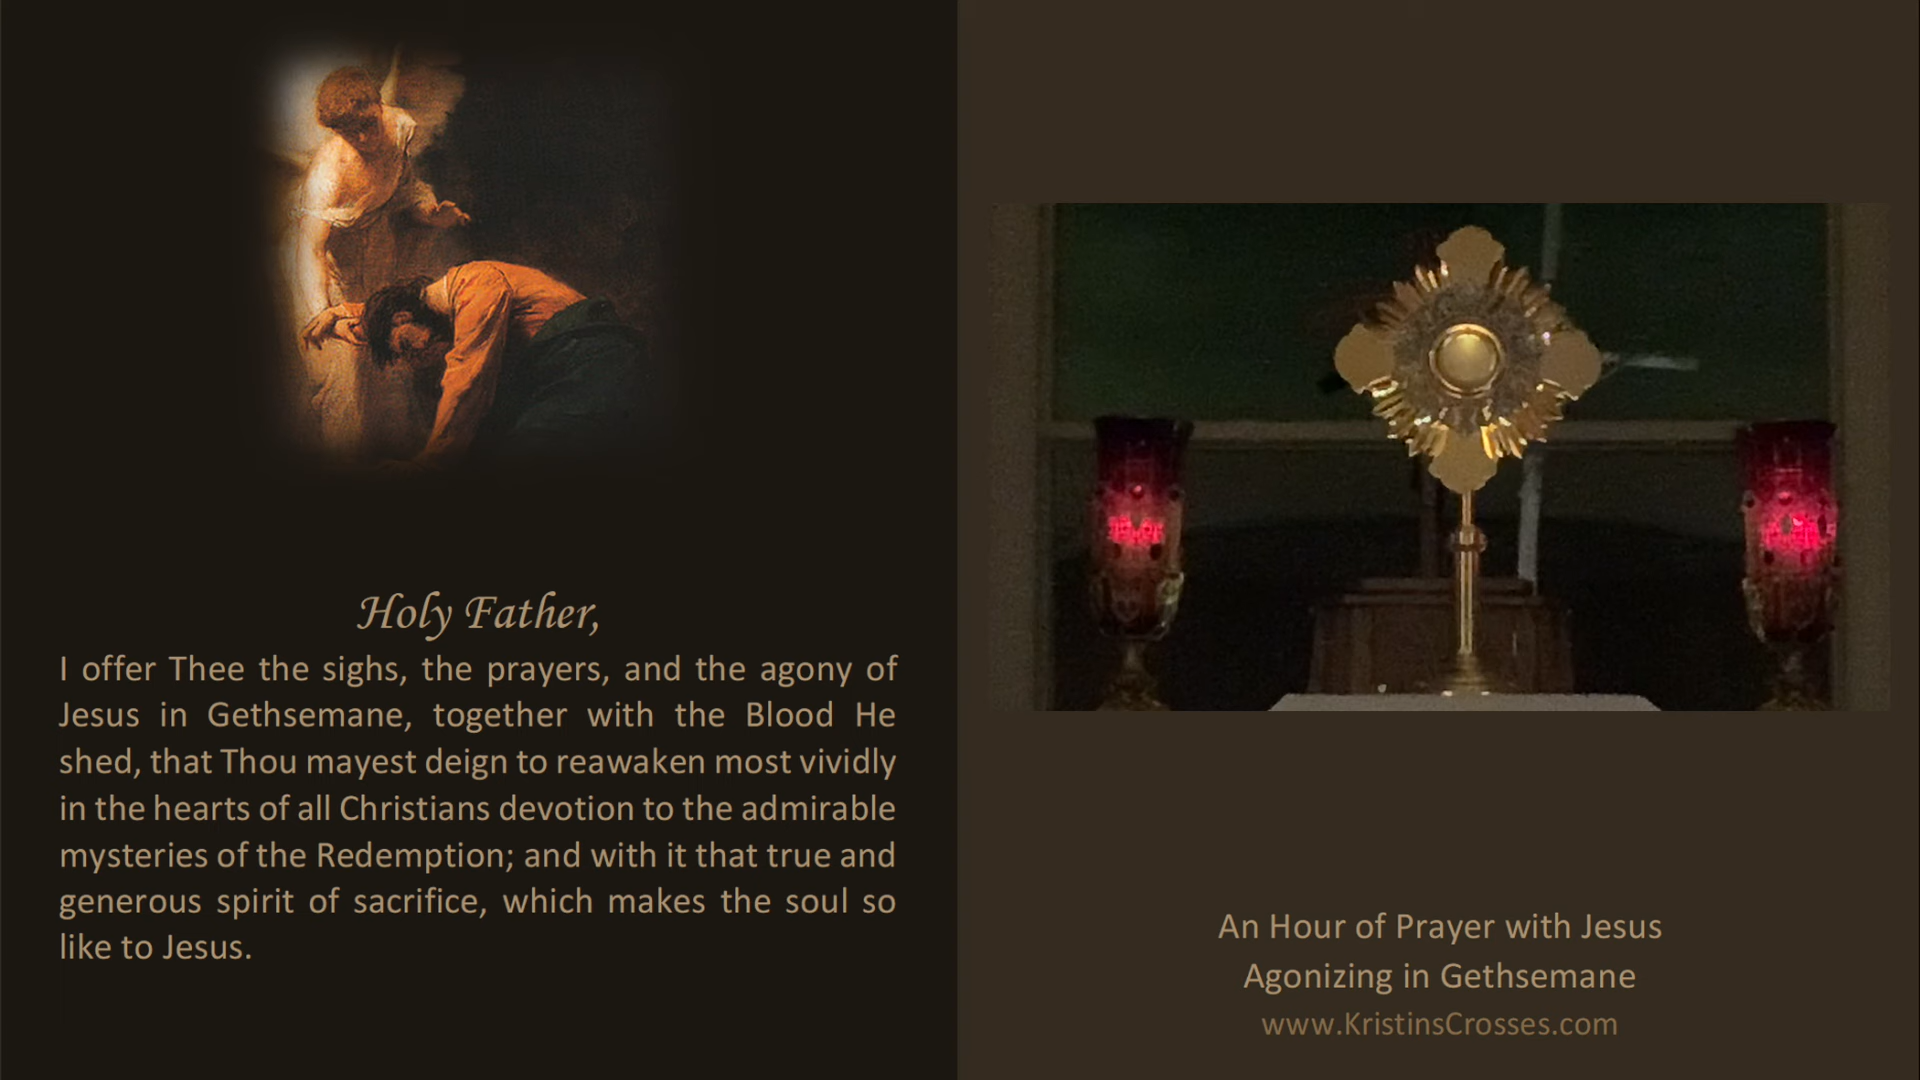 Holy Father,
I offer Thee the sighs, the prayers, and the agony of
Jesus in Gethsemane, together with the Blood He
shed, that Thou mayest deign to reawaken most vividly
in the hearts of all Christians devotion to the admirable
mysteries of the Redemption; and with it that true and
generous spirit of sacrifice, which makes the soul so
like to Jesus.
An Hour of Prayer with Jesus
Agonizing in Gethsemane
www.KristinsCrosses.com